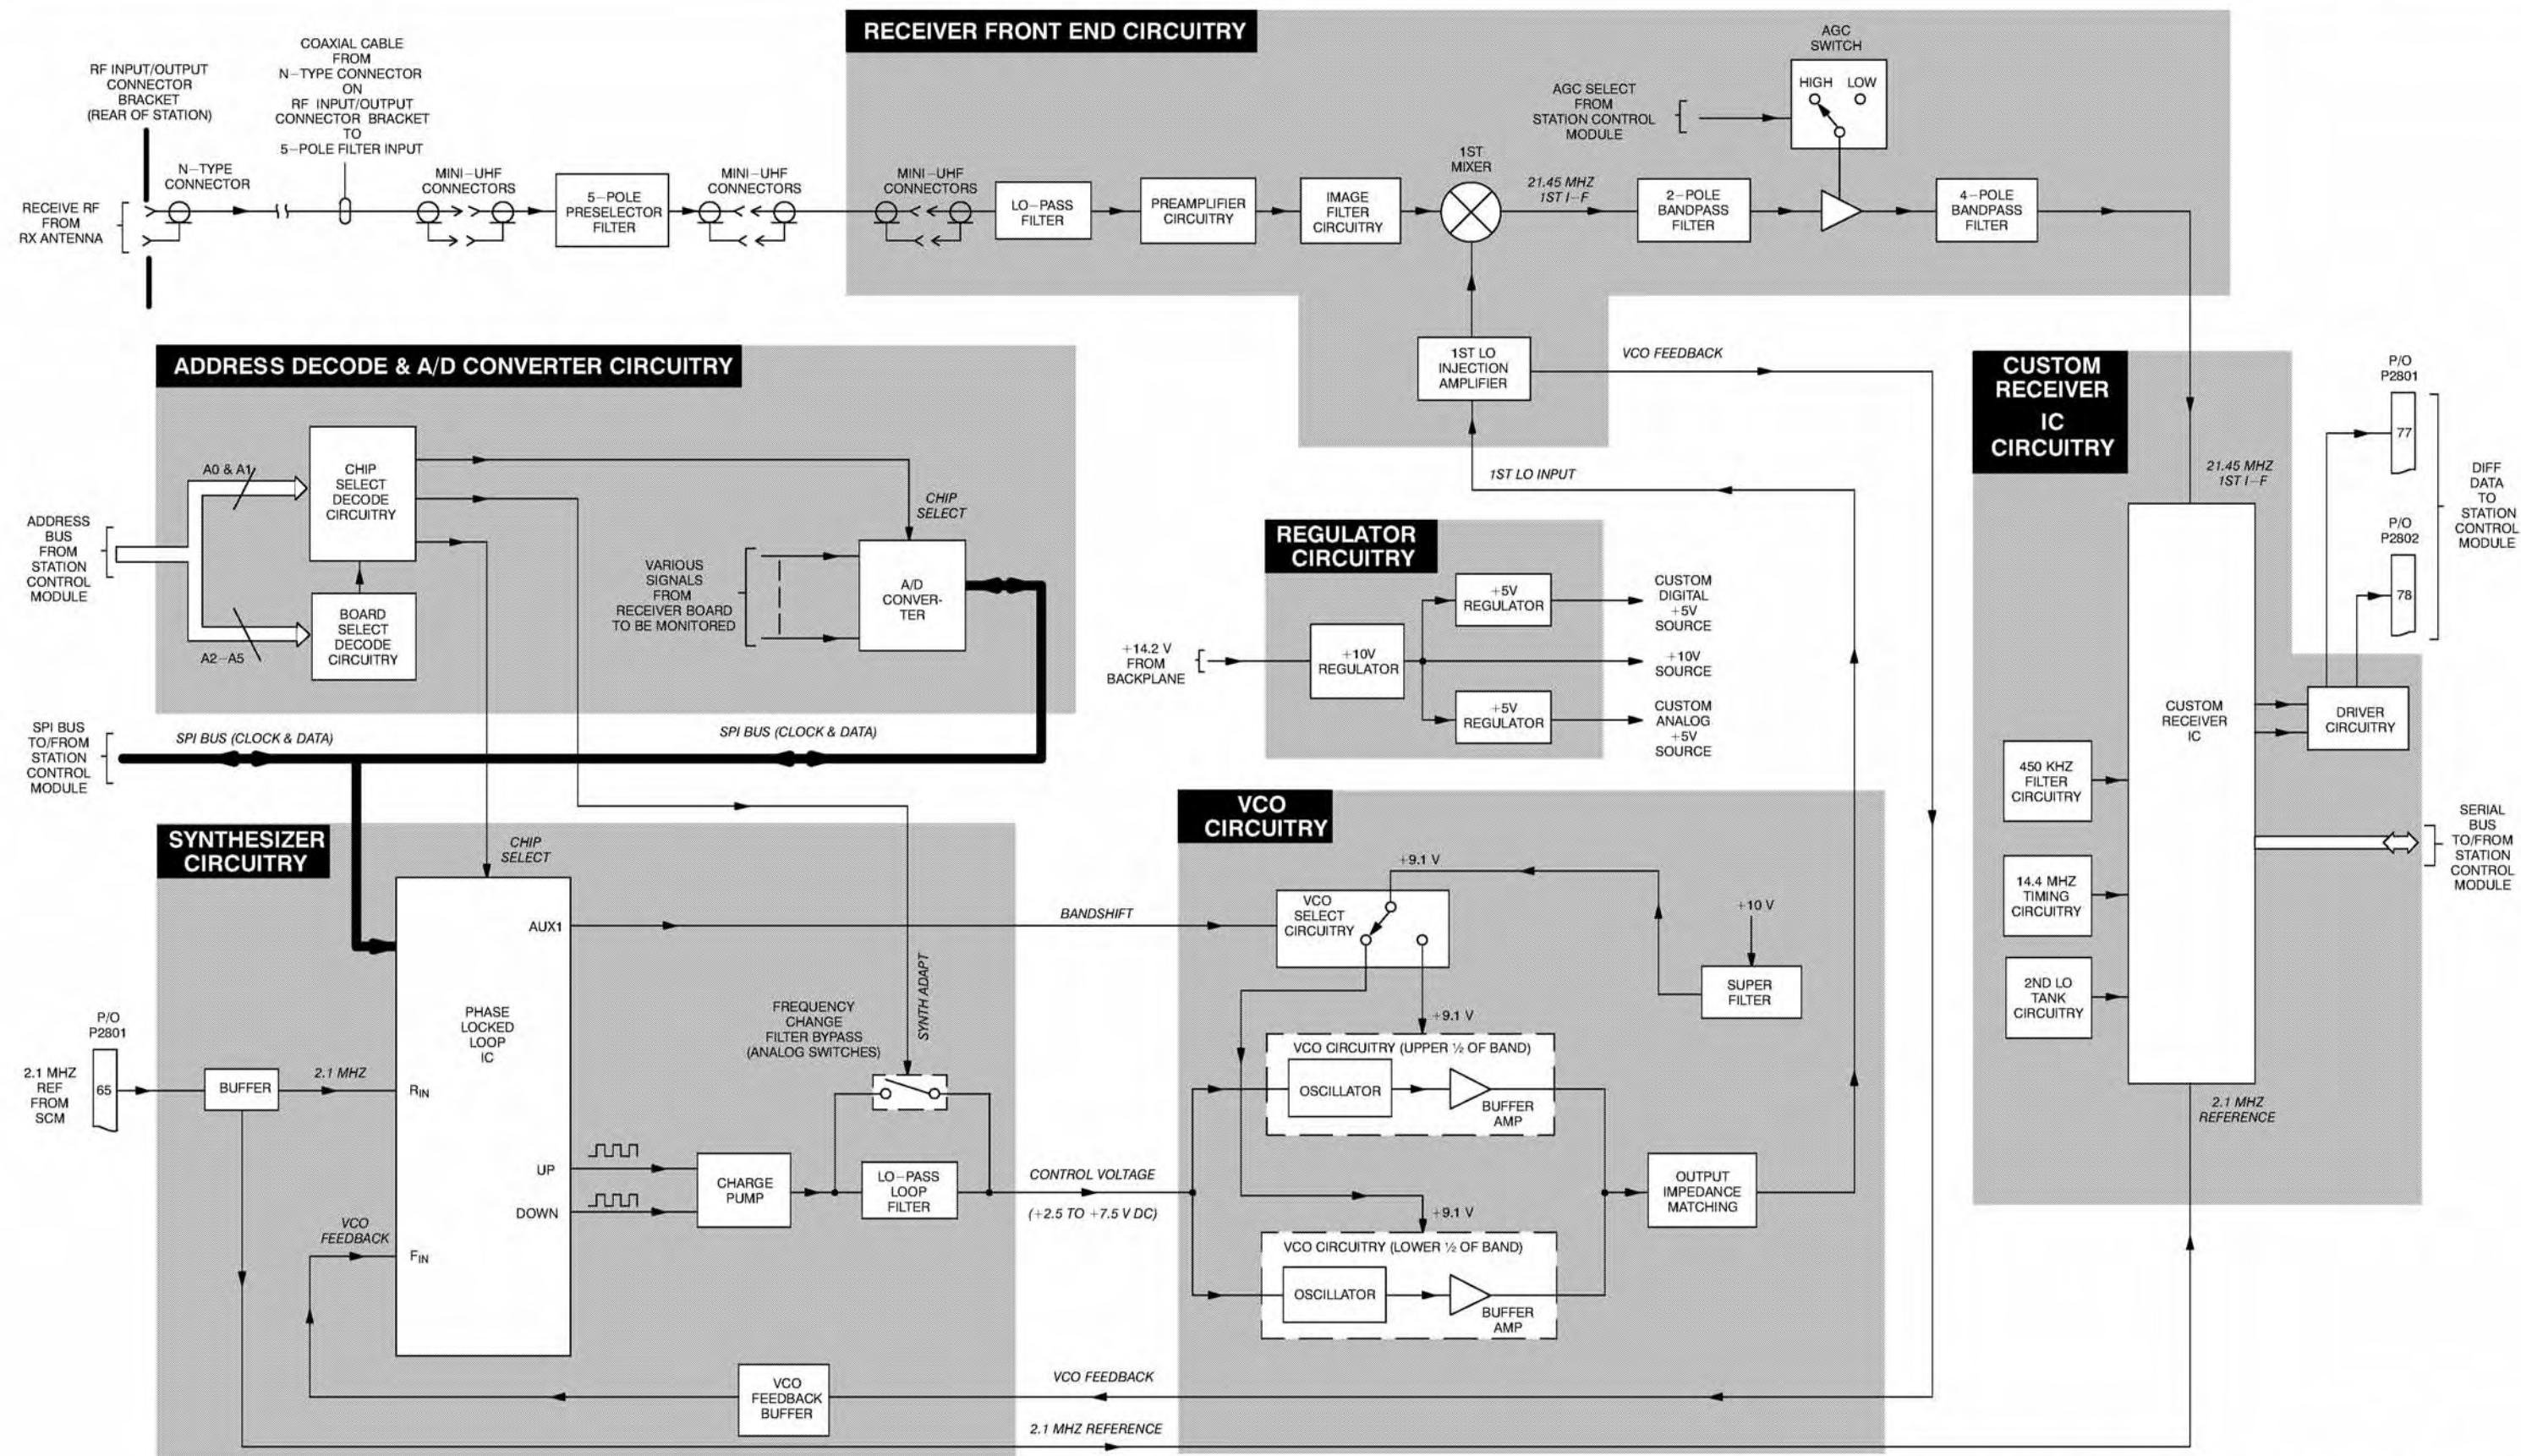 RECEIVER FRONT END CIRCUITRY
RF INPUT/OUTPUT
CONNECTOR
BRACKET
(REAR OF STATION)
COAXIAL CABLE
FROM
N–TYPE CONNECTOR
ON
RF INPUT/OUTPUT
CONNECTOR BRACKET
TO
5–POLE FILTER INPUT
RECEIVE RF
FROM
RX ANTENNA
N–TYPE
CONNECTOR
MINI–UHF
CONNECTORS
5–POLE
PRESELECTOR
FILTER
MINI–UHF
CONNECTORS
MINI–UHF
CONNECTORS
LO–PASS
FILTER
PREAMPLIFIER
CIRCUITRY
IMAGE
FILTER
CIRCUITRY
1ST
MIXER
21.45 MHZ
1ST I–F
AGC SELECT
FROM
STATION CONTROL
MODULE
AGC
SWITCH
HIGH LOW
2–POLE
BANDPASS
FILTER
4–POLE
BANDPASS
FILTER
1ST LO
INJECTION
AMPLIFIER
VCO FEEDBACK
1ST LO INPUT
ADDRESS DECODE & A/D CONVERTER CIRCUITRY
ADDRESS
BUS
FROM
STATION
CONTROL
MODULE
A0 & A1
A2–A5
CHIP
SELECT
DECODE
CIRCUITRY
BOARD
SELECT
DECODE
CIRCUITRY
VARIOUS
SIGNALS
FROM
RECEIVER BOARD
TO BE MONITORED
CHIP
SELECT
A/D
CONVER-
TER
SPI BUS
TO/FROM
STATION
CONTROL
MODULE
SPI BUS (CLOCK & DATA)
SPI BUS (CLOCK & DATA)
REGULATOR
CIRCUITRY
+14.2 V
FROM
BACKPLANE
+10V
REGULATOR
+5V
REGULATOR
+5V
REGULATOR
CUSTOM
DIGITAL
+5V
SOURCE
+10V
SOURCE
CUSTOM
ANALOG
+5V
SOURCE
CUSTOM
RECEIVER
IC
CIRCUITRY
21.45 MHZ
1ST I–F
CUSTOM
RECEIVER
IC
450 KHZ
FILTER
CIRCUITRY
14.4 MHZ
TIMING
CIRCUITRY
2ND LO
TANK
CIRCUITRY
DRIVER
CIRCUITRY
P/O
P2801
77
P/O
P2802
78
DIFF
DATA
TO
STATION
CONTROL
MODULE
SERIAL
BUS
TO/FROM
STATION
CONTROL
MODULE
2.1 MHZ
REFERENCE
SYNTHESIZER
CIRCUITRY
CHIP
SELECT
P/O
P2801
65
2.1 MHZ
REF
FROM
SCM
BUFFER
2.1 MHZ
PHASE
LOCKED
LOOP
IC
AUX1
RIN
UP
DOWN
FIN
VCO
FEEDBACK
CHARGE
PUMP
FREQUENCY
CHANGE
FILTER BYPASS
(ANALOG SWITCHES)
SYNTH ADAPT
LO–PASS
LOOP
FILTER
VCO
FEEDBACK
BUFFER
BANDSHIFT
CONTROL VOLTAGE
(+2.5 TO +7.5 V DC)
VCO FEEDBACK
2.1 MHZ REFERENCE
VCO
CIRCUITRY
VCO
SELECT
CIRCUITRY
+9.1 V
+10 V
SUPER
FILTER
+9.1 V
VCO CIRCUITRY (UPPER ½ OF BAND)
OSCILLATOR
BUFFER
AMP
OUTPUT
IMPEDANCE
MATCHING
+9.1 V
VCO CIRCUITRY (LOWER ½ OF BAND)
OSCILLATOR
BUFFER
AMP